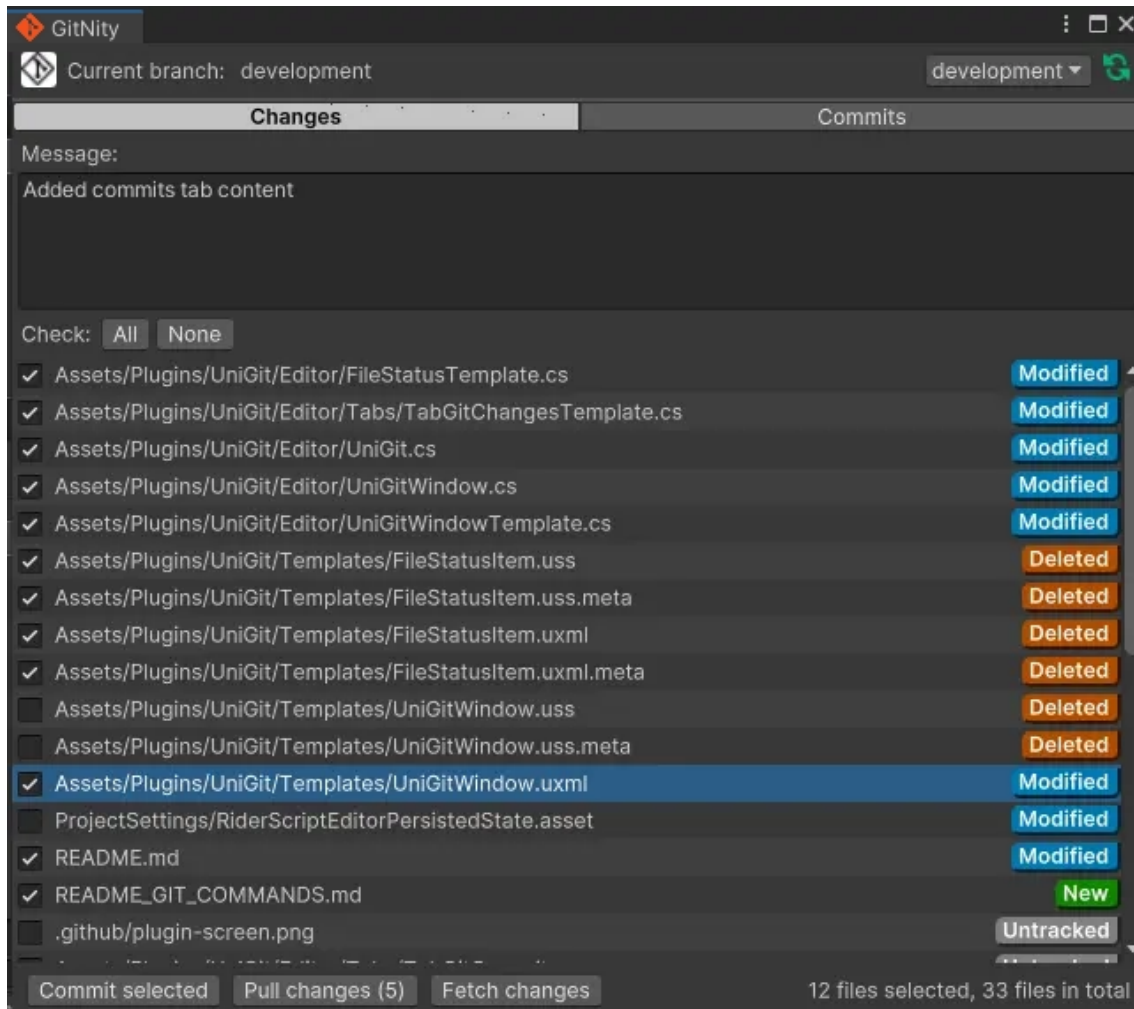 GitNity
Current branch: development
development
Changes
Commits
Message:
Added commits tab content
Check: All None
Assets/Plugins/UniGit/Editor/FileStatusTemplate.cs Modified
Assets/Plugins/UniGit/Editor/Tabs/TabGitChangesTemplate.cs Modified
Assets/Plugins/UniGit/Editor/UniGit.cs Modified
Assets/Plugins/UniGit/Editor/UniGitWindow.cs Modified
Assets/Plugins/UniGit/Editor/UniGitWindowTemplate.cs Modified
Assets/Plugins/UniGit/Templates/FileStatusItem.uss Deleted
Assets/Plugins/UniGit/Templates/FileStatusItem.uss.meta Deleted
Assets/Plugins/UniGit/Templates/FileStatusItem.uxml Deleted
Assets/Plugins/UniGit/Templates/FileStatusItem.uxml.meta Deleted
Assets/Plugins/UniGit/Templates/UniGitWindow.uss Deleted
Assets/Plugins/UniGit/Templates/UniGitWindow.uss.meta Deleted
Assets/Plugins/UniGit/Templates/UniGitWindow.uxml Modified
ProjectSettings/RiderScriptEditorPersistedState.asset Modified
README.md Modified
README_GIT_COMMANDS.md New
.github/plugin-screen.png Untracked
Commit selected Pull changes (5) Fetch changes 12 files selected, 33 files in total